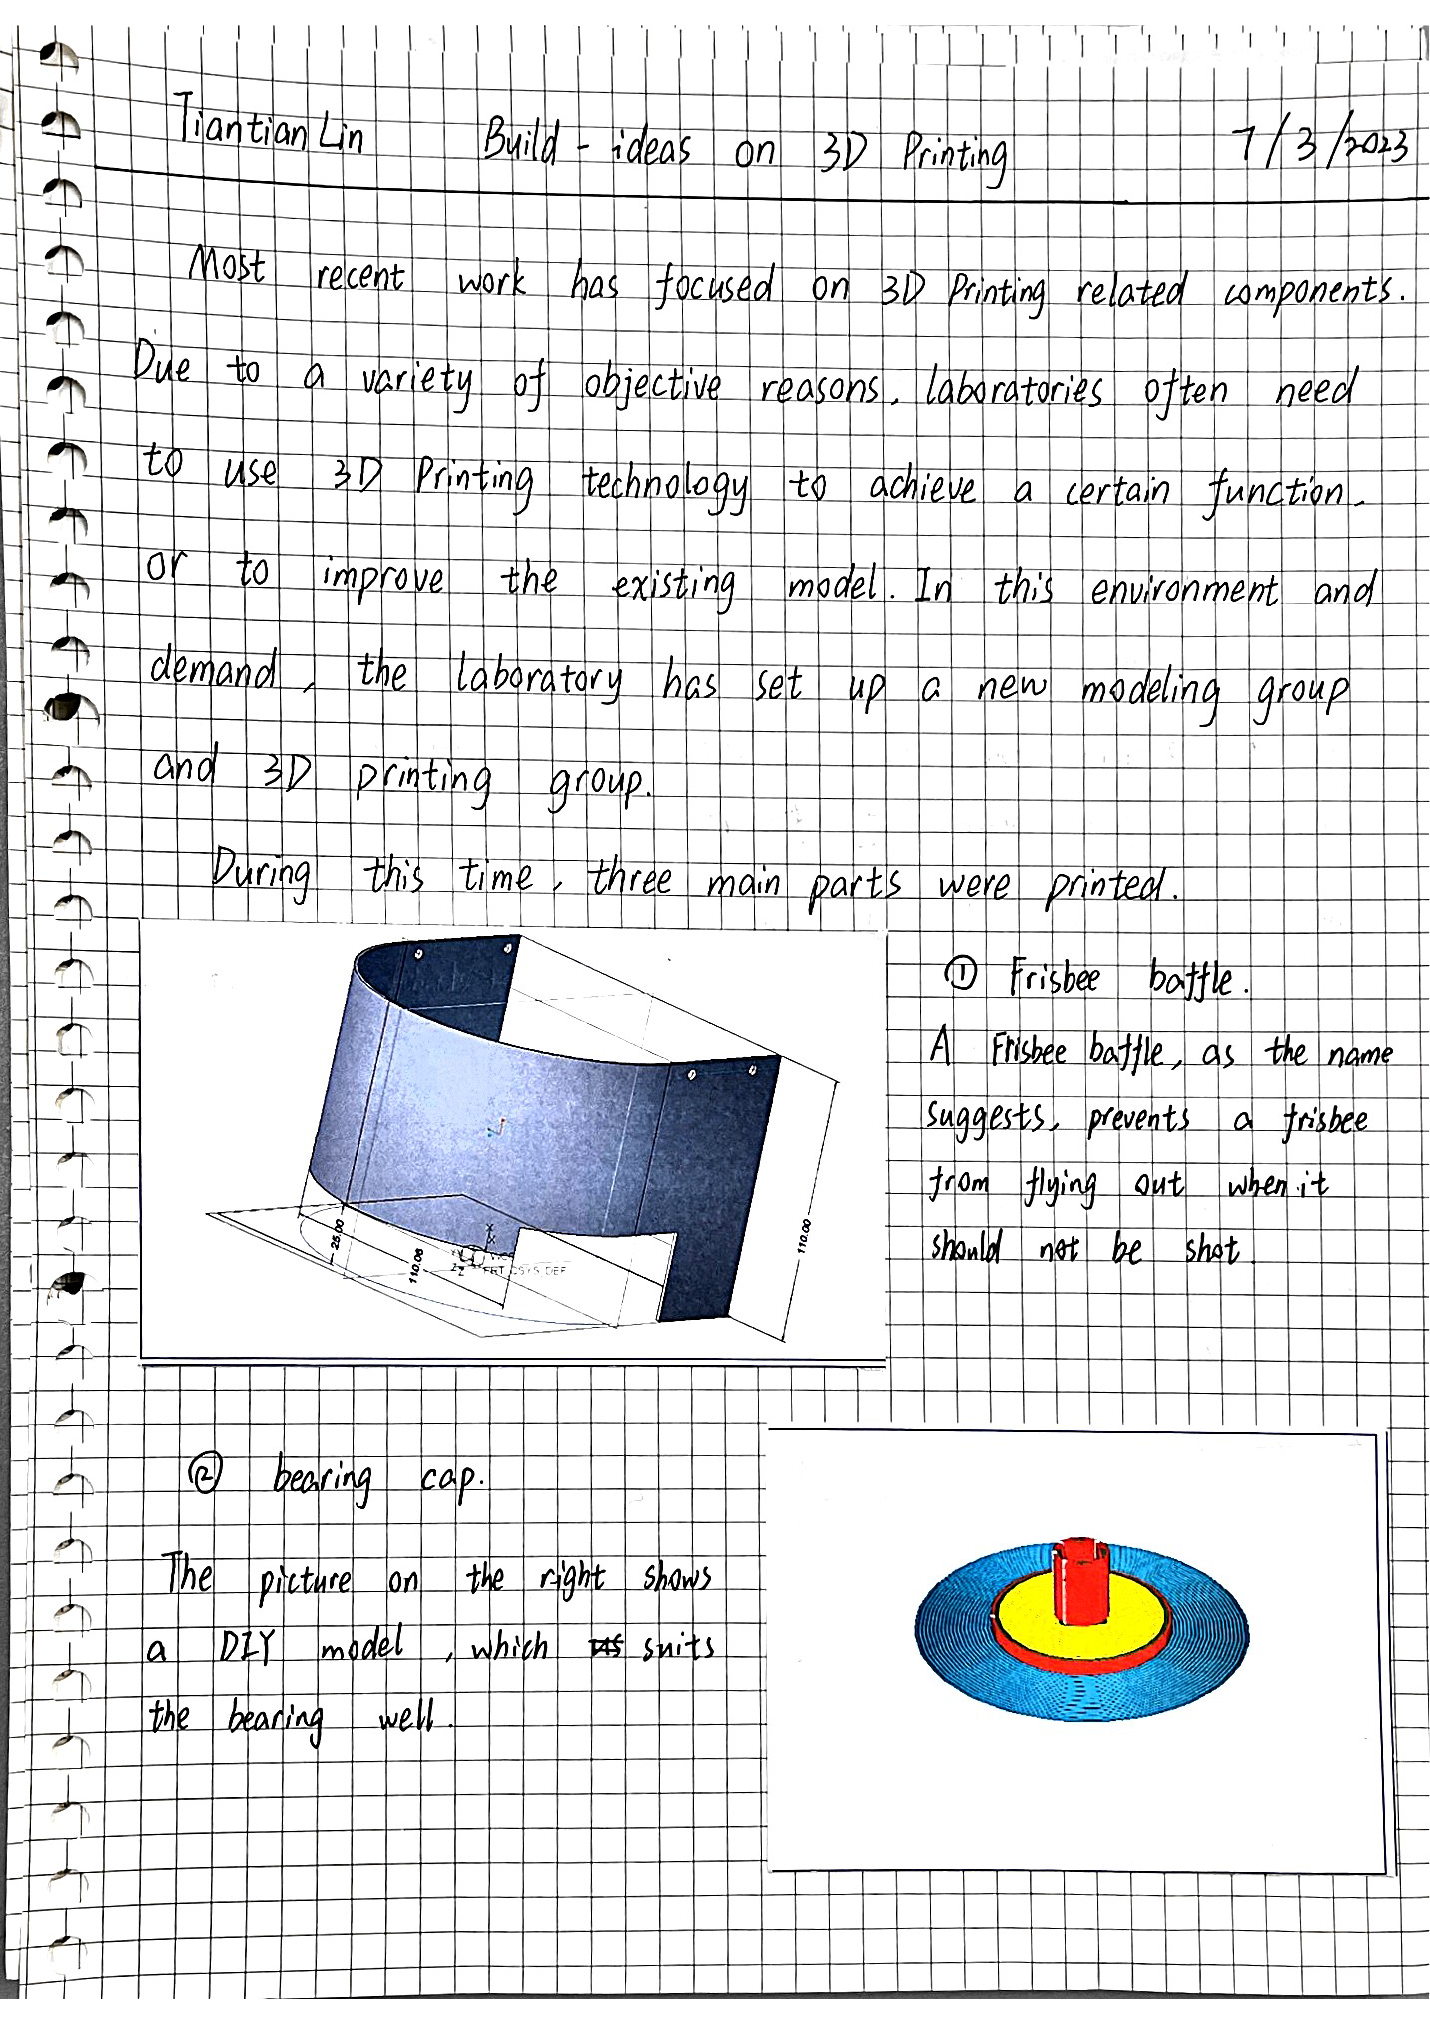 Tiantian Lin Build-ideas on 3D Printing 7/3/2023
Most recent work has focused on 3D Printing related components.
Due to a variety of objective reasons, laboratories often need
to use 3D Printing technology to achieve a certain function,
or to improve the existing model. In this environment and
demand, the laboratory has set up a new modeling group
and 3D printing group.
During this time, three main parts were printed.
① Frisbee baffle.
A Frisbee baffle, as the name
suggests, prevents a frisbee
from flying out when it
should not be shot.
25.00
110.06
110.00
② bearing cap.
The picture on the right shows
a DIY model, which suits
the bearing well.